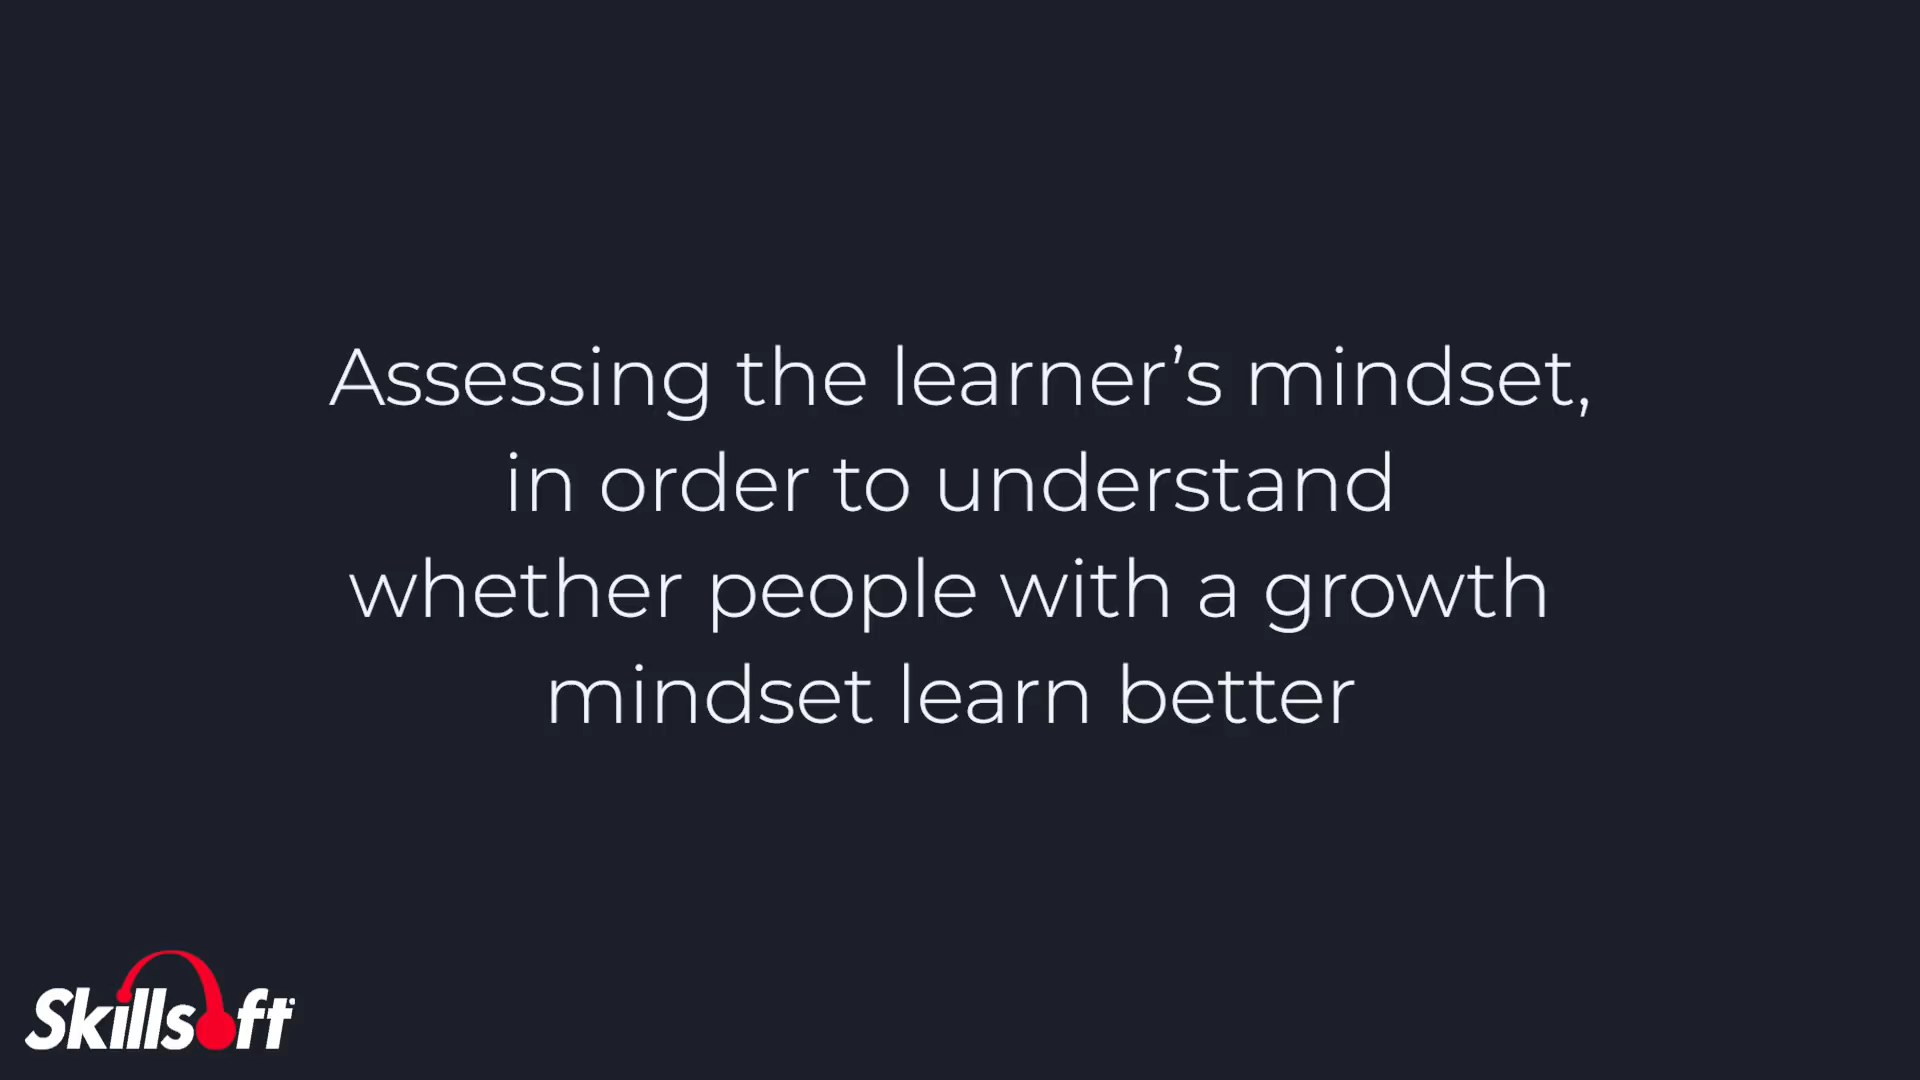 Assessing the learner’s mindset,
in order to understand
whether people with a growth
mindset learn better
Skillsoft